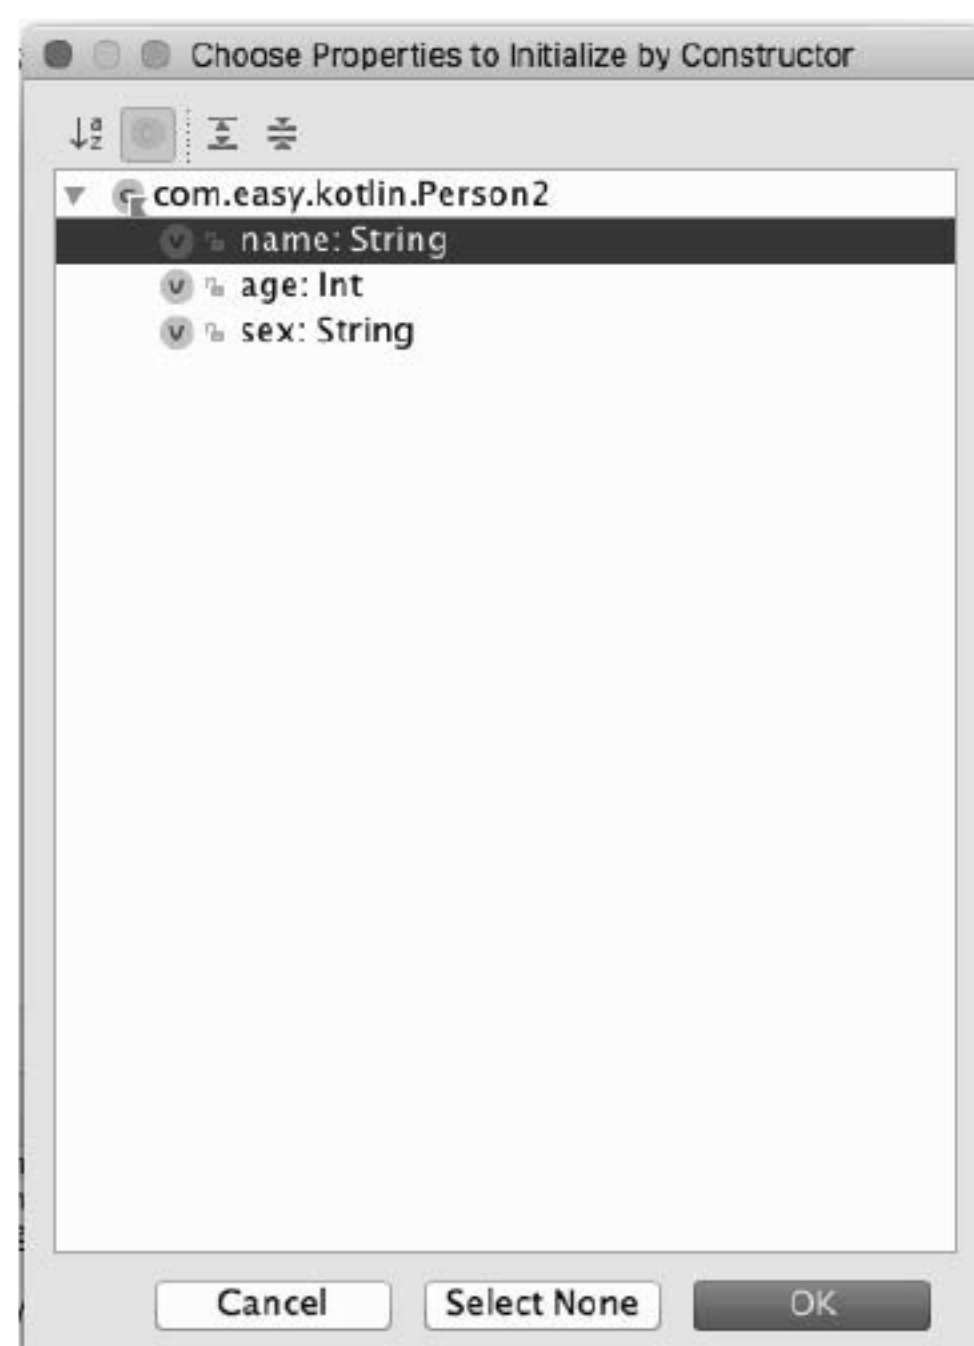 Choose Properties to Initialize by Constructor
com.easy.kotlin.Person2
name: String
age: Int
sex: String
Cancel Select None OK